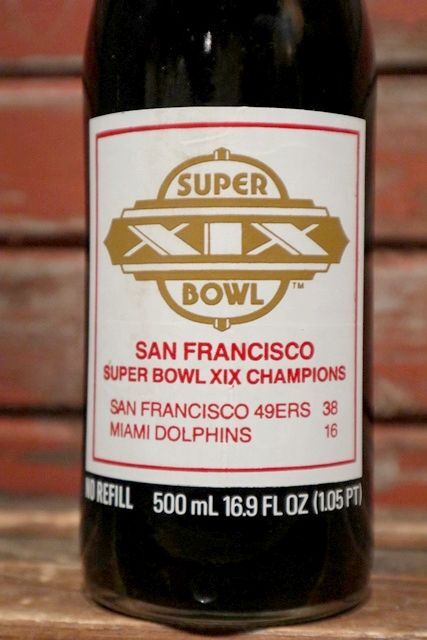 SUPER
XIX
BOWL ™
SAN FRANCISCO
SUPER BOWL XIX CHAMPIONS
SAN FRANCISCO 49ERS 38
MIAMI DOLPHINS 16
NO REFILL 500 mL 16.9 FL OZ (1.05 PT)